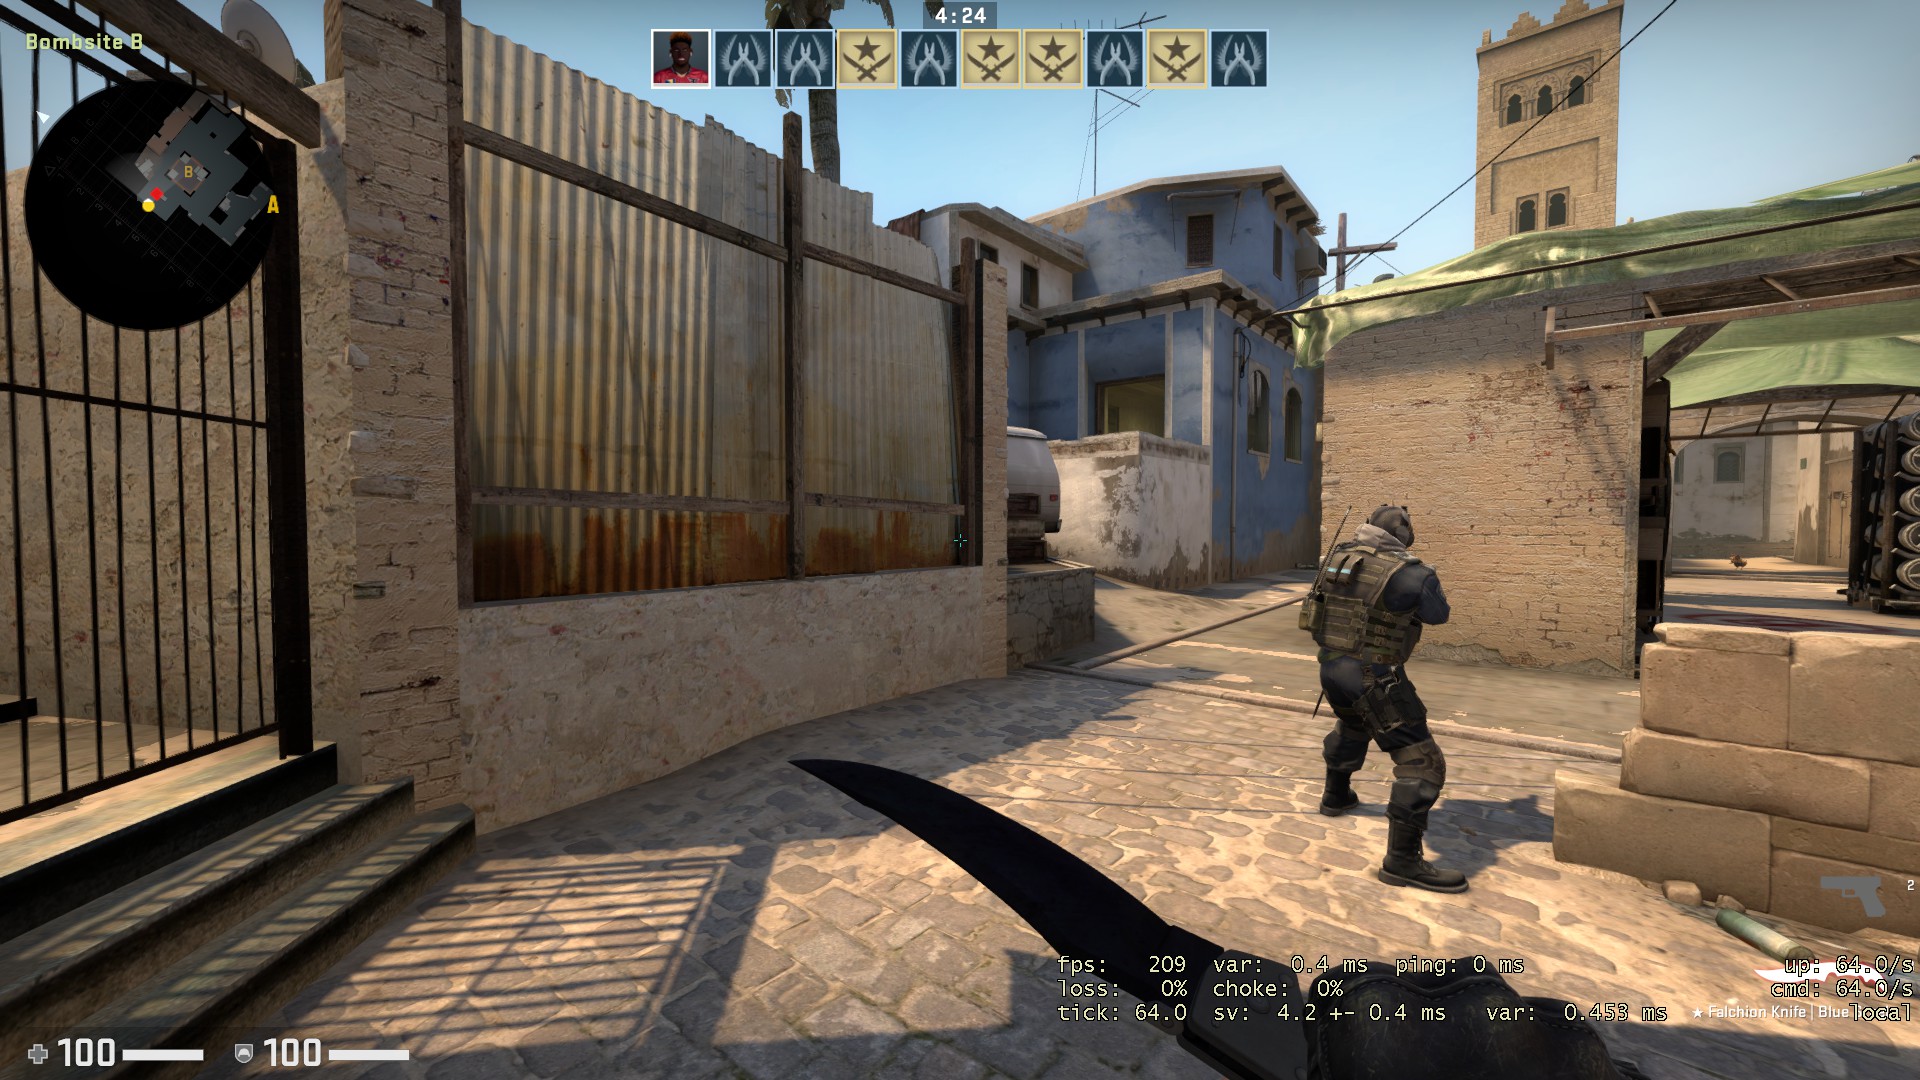 4:24
Bombsite B
B
A
2
fps: 209 var: 0.4 ms ping: 0 ms
up: 64.0/s
loss: 0% choke: 0%
cmd: 64.0/s
tick: 64.0 sv: 4.2 +- 0.4 ms var: 0.453 ms
★ Falchion Knife | Blue
local
100
100